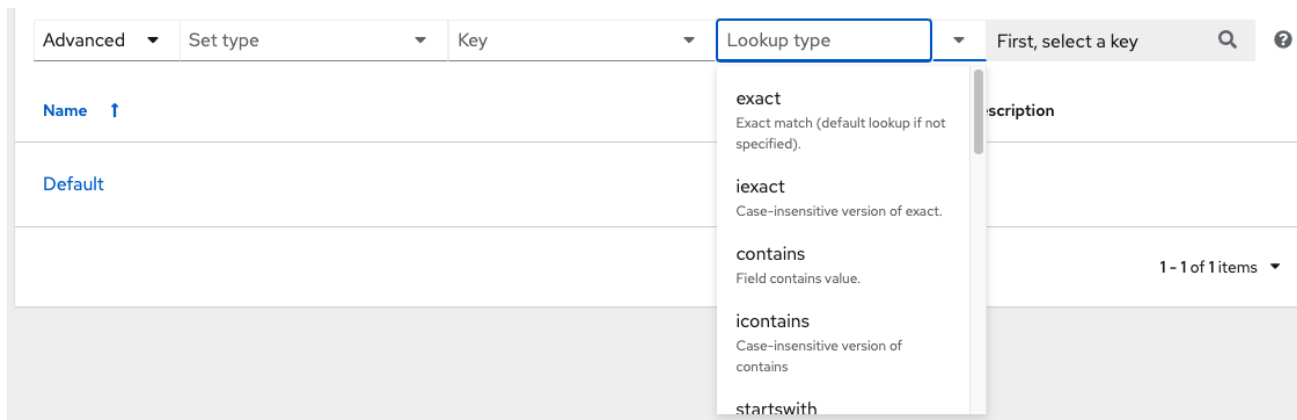 Advanced Set type Key Lookup type First, select a key
exact
Name Exact match (default lookup if not scription
specified).
Default iexact
Case-insensitive version of exact.
contains
Field contains value. 1 - 1 of 1 items
icontains
Case-insensitive version of
contains
startswith